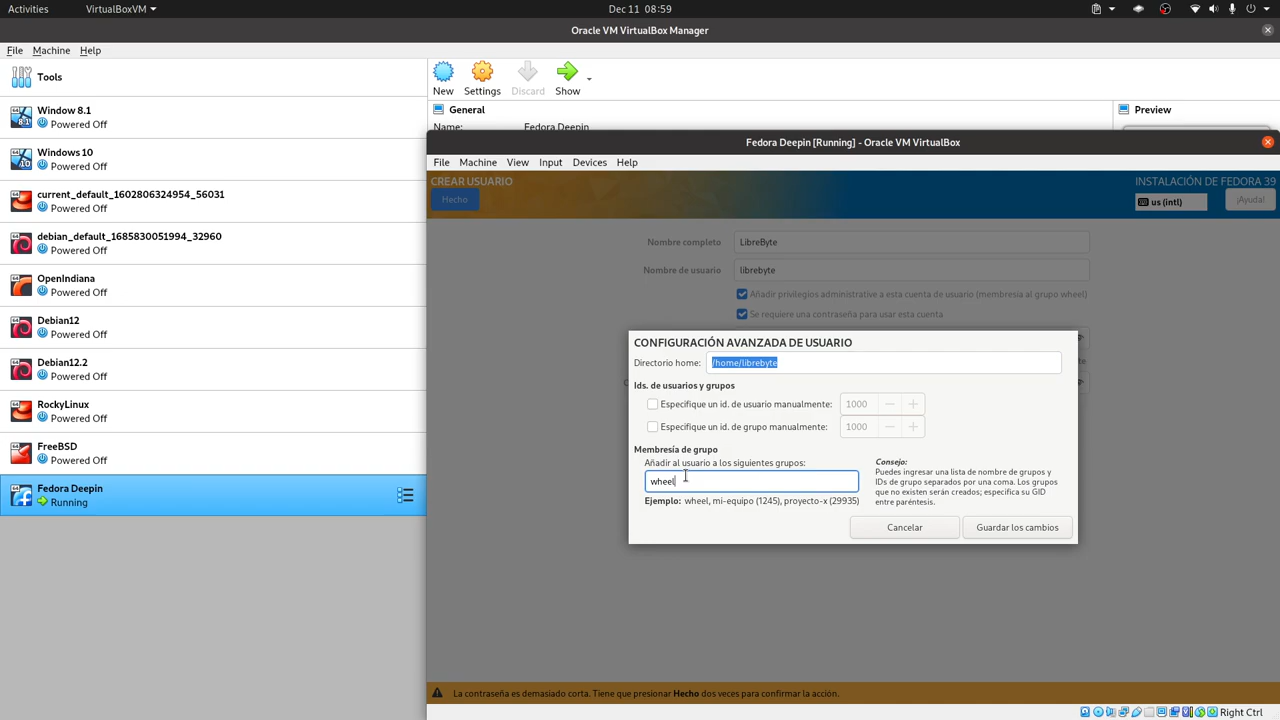 Activities
VirtualBoxVM
Dec 11 08:59
Oracle VM VirtualBox Manager
File Machine Help
Tools
New Settings Discard Show
Window 8.1
Powered Off
Windows 10
Powered Off
current_default_1602806324954_56031
Powered Off
debian_default_1685830051994_32960
Powered Off
OpenIndiana
Powered Off
Debian12
Powered Off
Debian12.2
Powered Off
RockyLinux
Powered Off
FreeBSD
Powered Off
Fedora Deepin
Running
General
Name: Fedora Deepin
Preview
Fedora Deepin [Running] - Oracle VM VirtualBox
File Machine View Input Devices Help
CREAR USUARIO
Hecho
INSTALACIÓN DE FEDORA 39
us (intl)
¡Ayuda!
Nombre completo LibreByte
Nombre de usuario librebyte
Añadir privilegios administrative a esta cuenta de usuario (membresía al grupo wheel)
Se requiere una contraseña para usar esta cuenta
CONFIGURACIÓN AVANZADA DE USUARIO
Directorio home: /home/librebyte
Ids. de usuarios y grupos
Especifique un id. de usuario manualmente: 1000 − +
Especifique un id. de grupo manualmente: 1000 − +
Membresía de grupo
Añadir al usuario a los siguientes grupos:
wheel
Ejemplo: wheel, mi-equipo (1245), proyecto-x (29935)
Consejo:
Puedes ingresar una lista de nombre de grupos y
IDs de grupo separados por una coma. Los grupos
que no existen serán creados; especifica su GID
entre paréntesis.
Cancelar
Guardar los cambios
La contraseña es demasiado corta. Tiene que presionar Hecho dos veces para confirmar la acción.
Right Ctrl